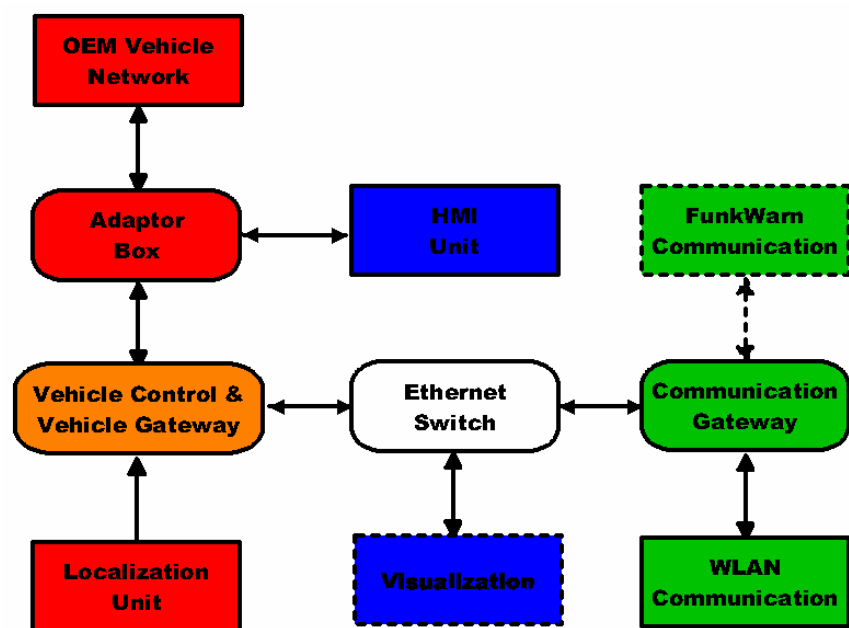 OEM Vehicle
Network
Adaptor
Box
HMI
Unit
FunkWarn
Communication
Vehicle Control &
Vehicle Gateway
Ethernet
Switch
Communication
Gateway
Localization
Unit
Visualization
WLAN
Communication